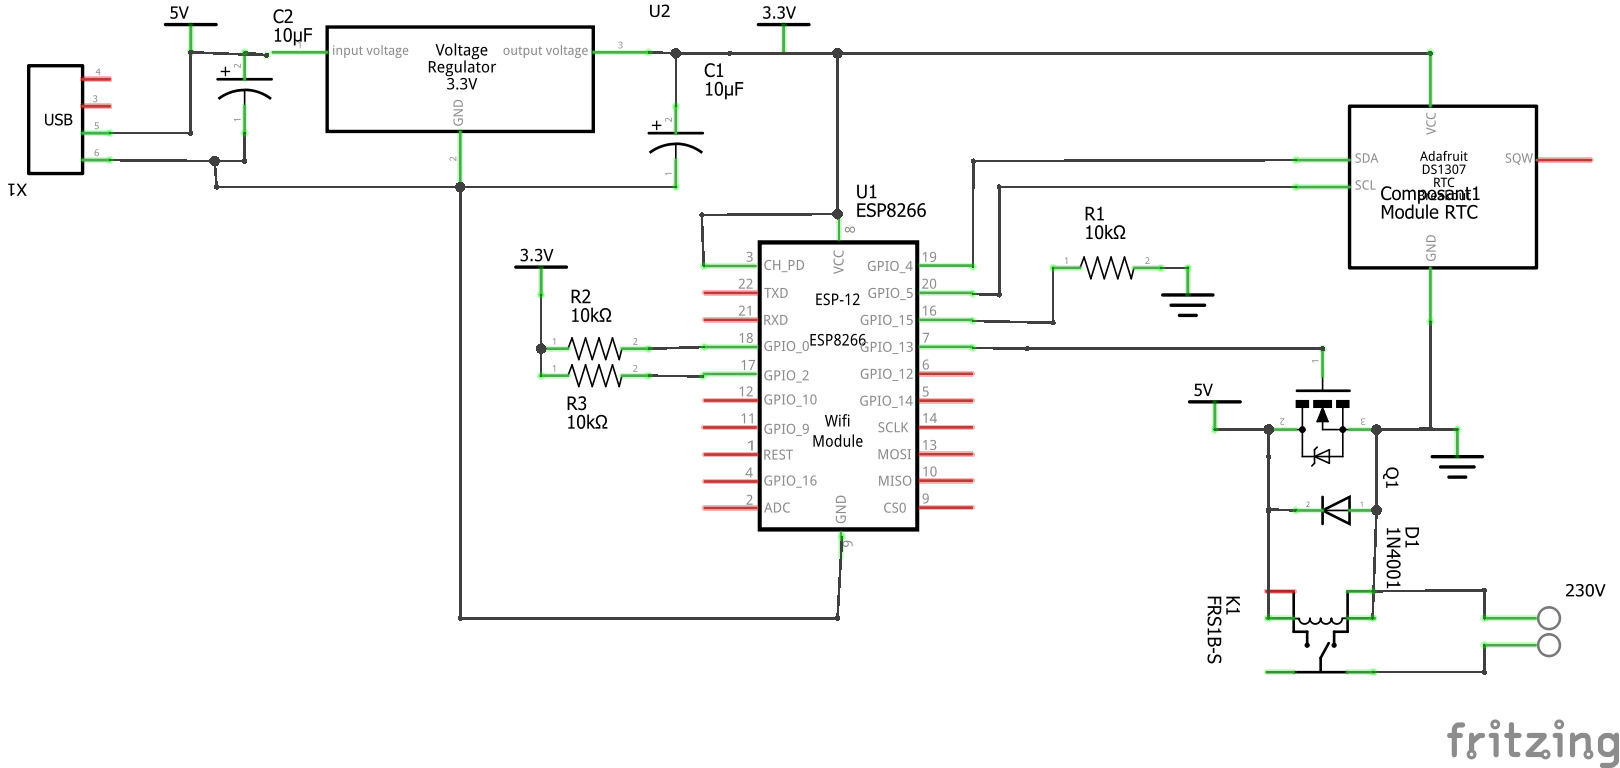 5V
C2
10µF
U2
3.3V
input voltage
Voltage
Regulator
3.3V
output voltage
GND
1
2
3
USB
4
3
5
6
X1
+
2
1
C1
10µF
+
2
1
U1
ESP8266
8
VCC
3
CH_PD
22
TXD
21
RXD
18
GPIO_0
17
GPIO_2
12
GPIO_10
11
GPIO_9
1
REST
4
GPIO_16
2
ADC
ESP-12
ESP8266
Wifi
Module
GND
9
19
GPIO_4
20
GPIO_5
16
GPIO_15
7
GPIO_13
6
GPIO_12
5
GPIO_14
14
SCLK
13
MOSI
10
MISO
9
CS0
3.3V
R2
10kΩ
1
2
1
2
R3
10kΩ
R1
10kΩ
1
2
VCC
SDA
SCL
SQW
Adafruit
DS1307
RTC
Composant1
Module RTC
GND
5V
1
2
3
Q1
2
1
D1
1N4001
K1
FRS1B-S
230V
fritzing